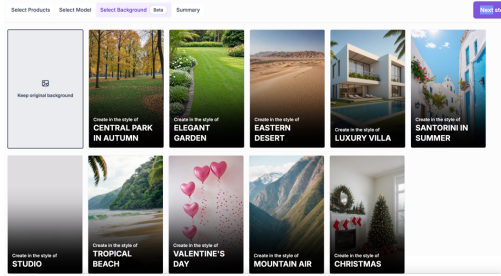 Select Products Select Model Select Background Beta Summary Next st
Keep original background
Create in the style of
CENTRAL PARK
IN AUTUMN
Create in the style of
ELEGANT
GARDEN
Create in the style of
EASTERN
DESERT
Create in the style of
LUXURY VILLA
Create in the style of
SANTORINI IN
SUMMER
Create in the style of
STUDIO
Create in the style of
TROPICAL
BEACH
Create in the style of
VALENTINE'S
DAY
Create in the style of
MOUNTAIN AIR
Create in the style of
CHRISTMAS